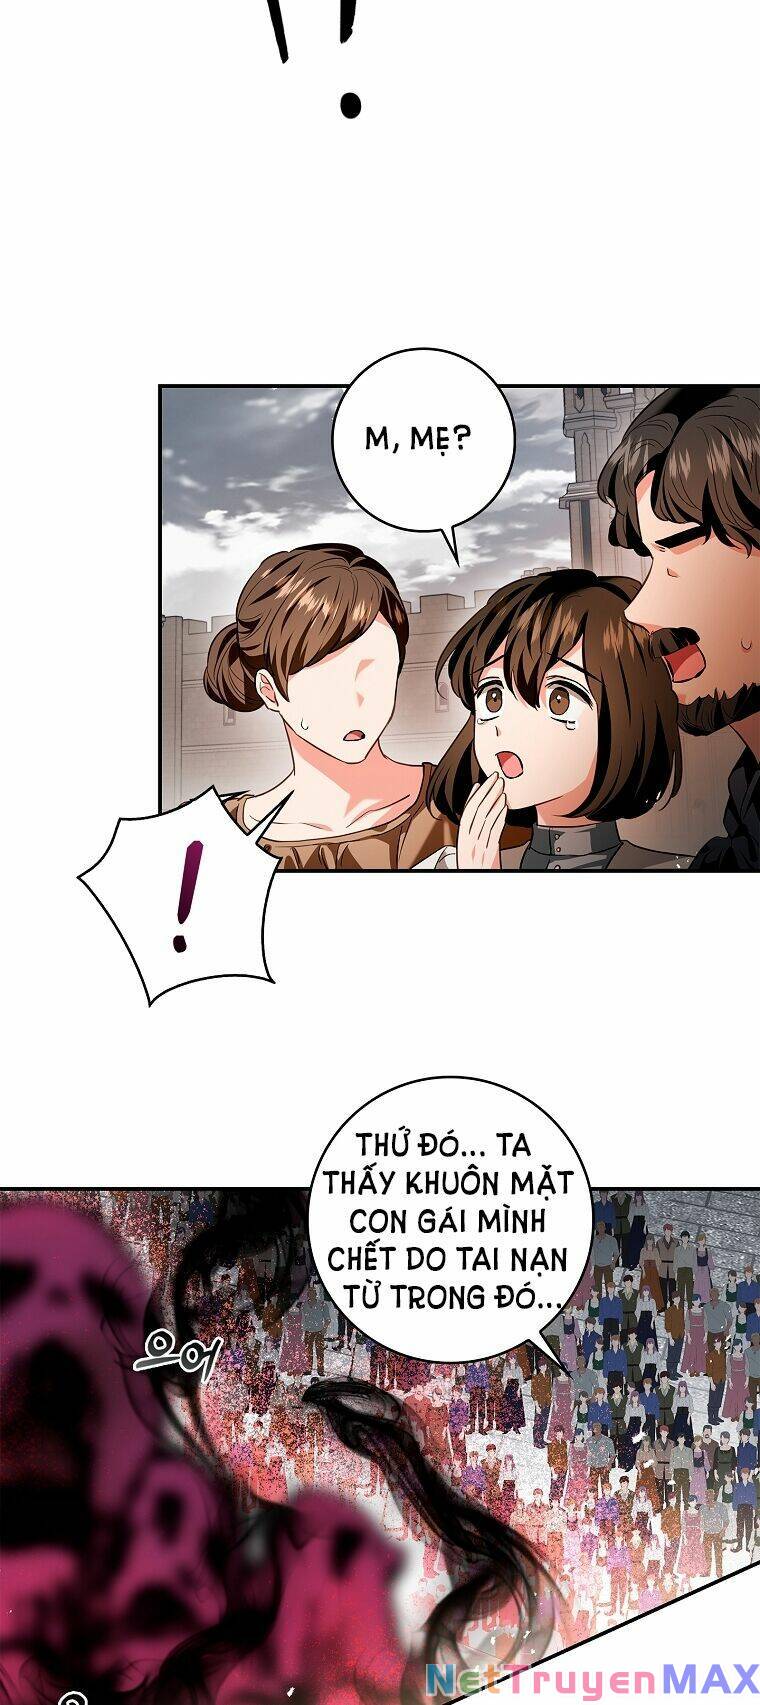 !
M, MẸ?
!
THỨ ĐÓ... TA
THẤY KHUÔN MẶT
CON GÁI MÌNH
CHẾT DO TAI NẠN
TỪ TRONG ĐÓ...
으어
NetTruyenMAX